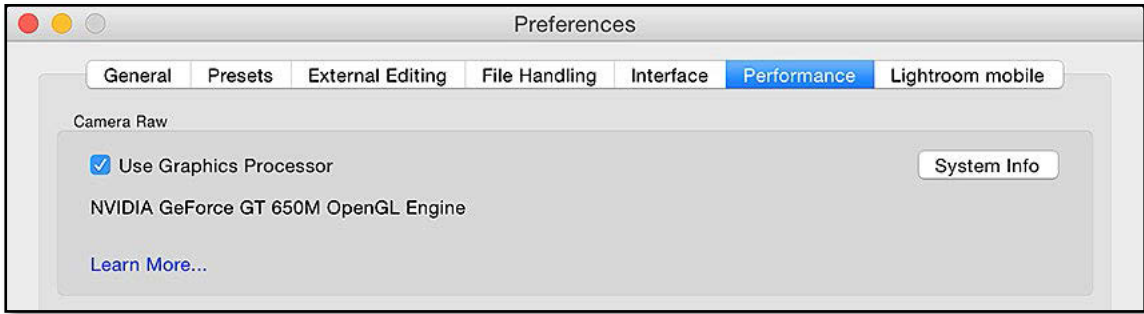 Preferences
General Presets External Editing File Handling Interface Performance Lightroom mobile
Camera Raw
Use Graphics Processor System Info
NVIDIA GeForce GT 650M OpenGL Engine
Learn More...